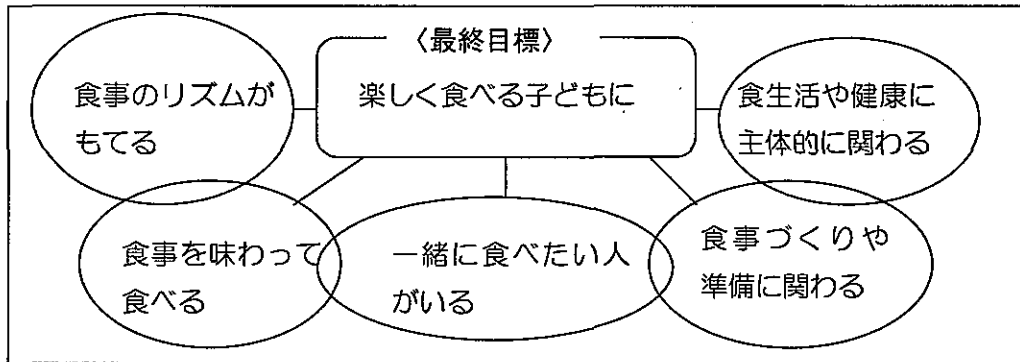 〈最終目標〉
楽しく食べる子どもに
食事のリズムが
もてる
食生活や健康に
主体的に関わる
食事を味わって
食べる
一緒に食べたい人
がいる
食事づくりや
準備に関わる